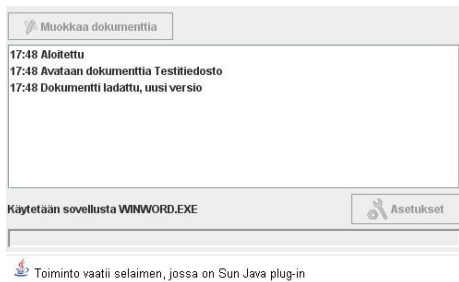 Muokkaa dokumenttia
17:48 Aloitettu
17:48 Avataan dokumenttia Testitiedosto
17:48 Dokumentti ladattu, uusi versio
Käytetään sovellusta WINWORD.EXE
Asetukset
Toiminto vaatii selaimen, jossa on Sun Java plug-in